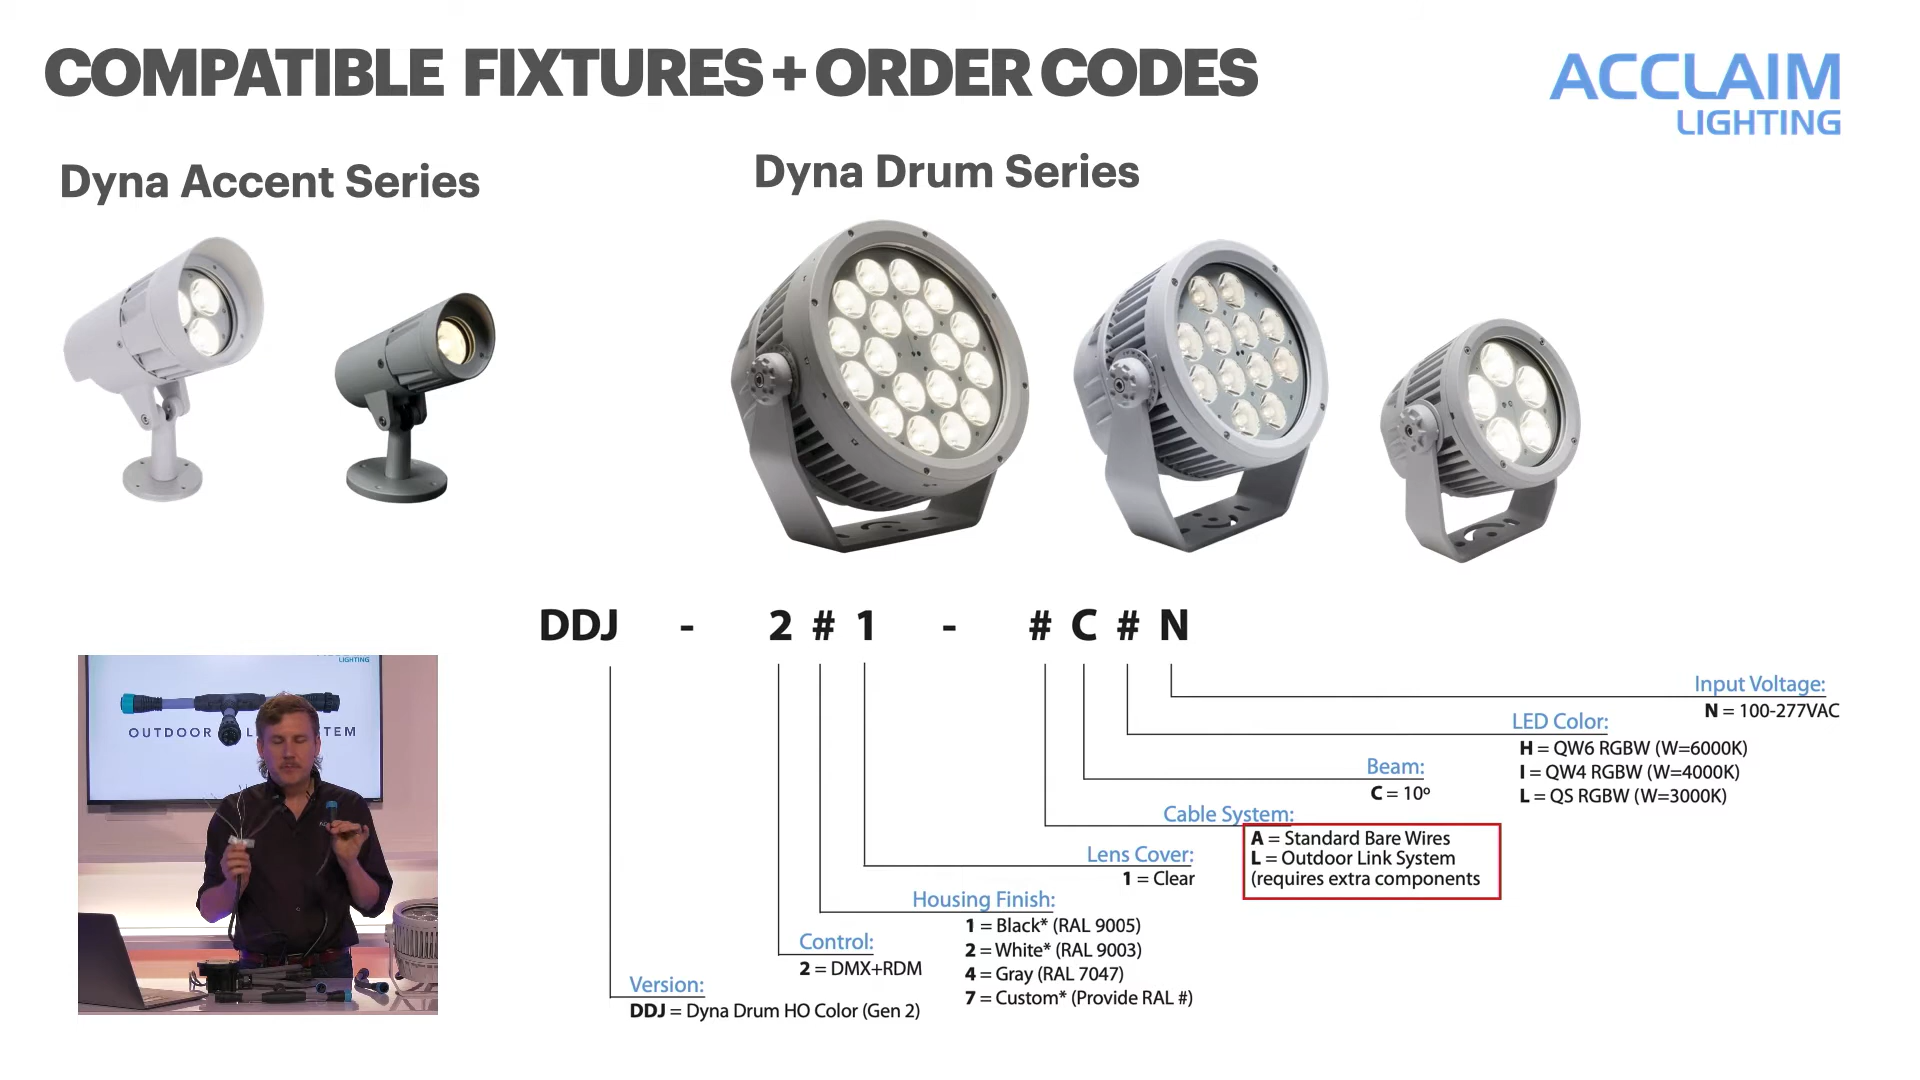 COMPATIBLE FIXTURES + ORDER CODES
ACCLAIM
LIGHTING
Dyna Accent Series
Dyna Drum Series
DDJ - 2 # 1 - # C # N
Input Voltage:
N = 100-277VAC
LED Color:
H = QW6 RGBW (W=6000K)
I = QW4 RGBW (W=4000K)
L = QS RGBW (W=3000K)
Beam:
C = 10º
Cable System:
A = Standard Bare Wires
L = Outdoor Link System
(requires extra components
Lens Cover:
1 = Clear
Housing Finish:
1 = Black* (RAL 9005)
2 = White* (RAL 9003)
4 = Gray (RAL 7047)
7 = Custom* (Provide RAL #)
Control:
2 = DMX+RDM
Version:
DDJ = Dyna Drum HO Color (Gen 2)
LIGHTING
OUTDOOR L TEM